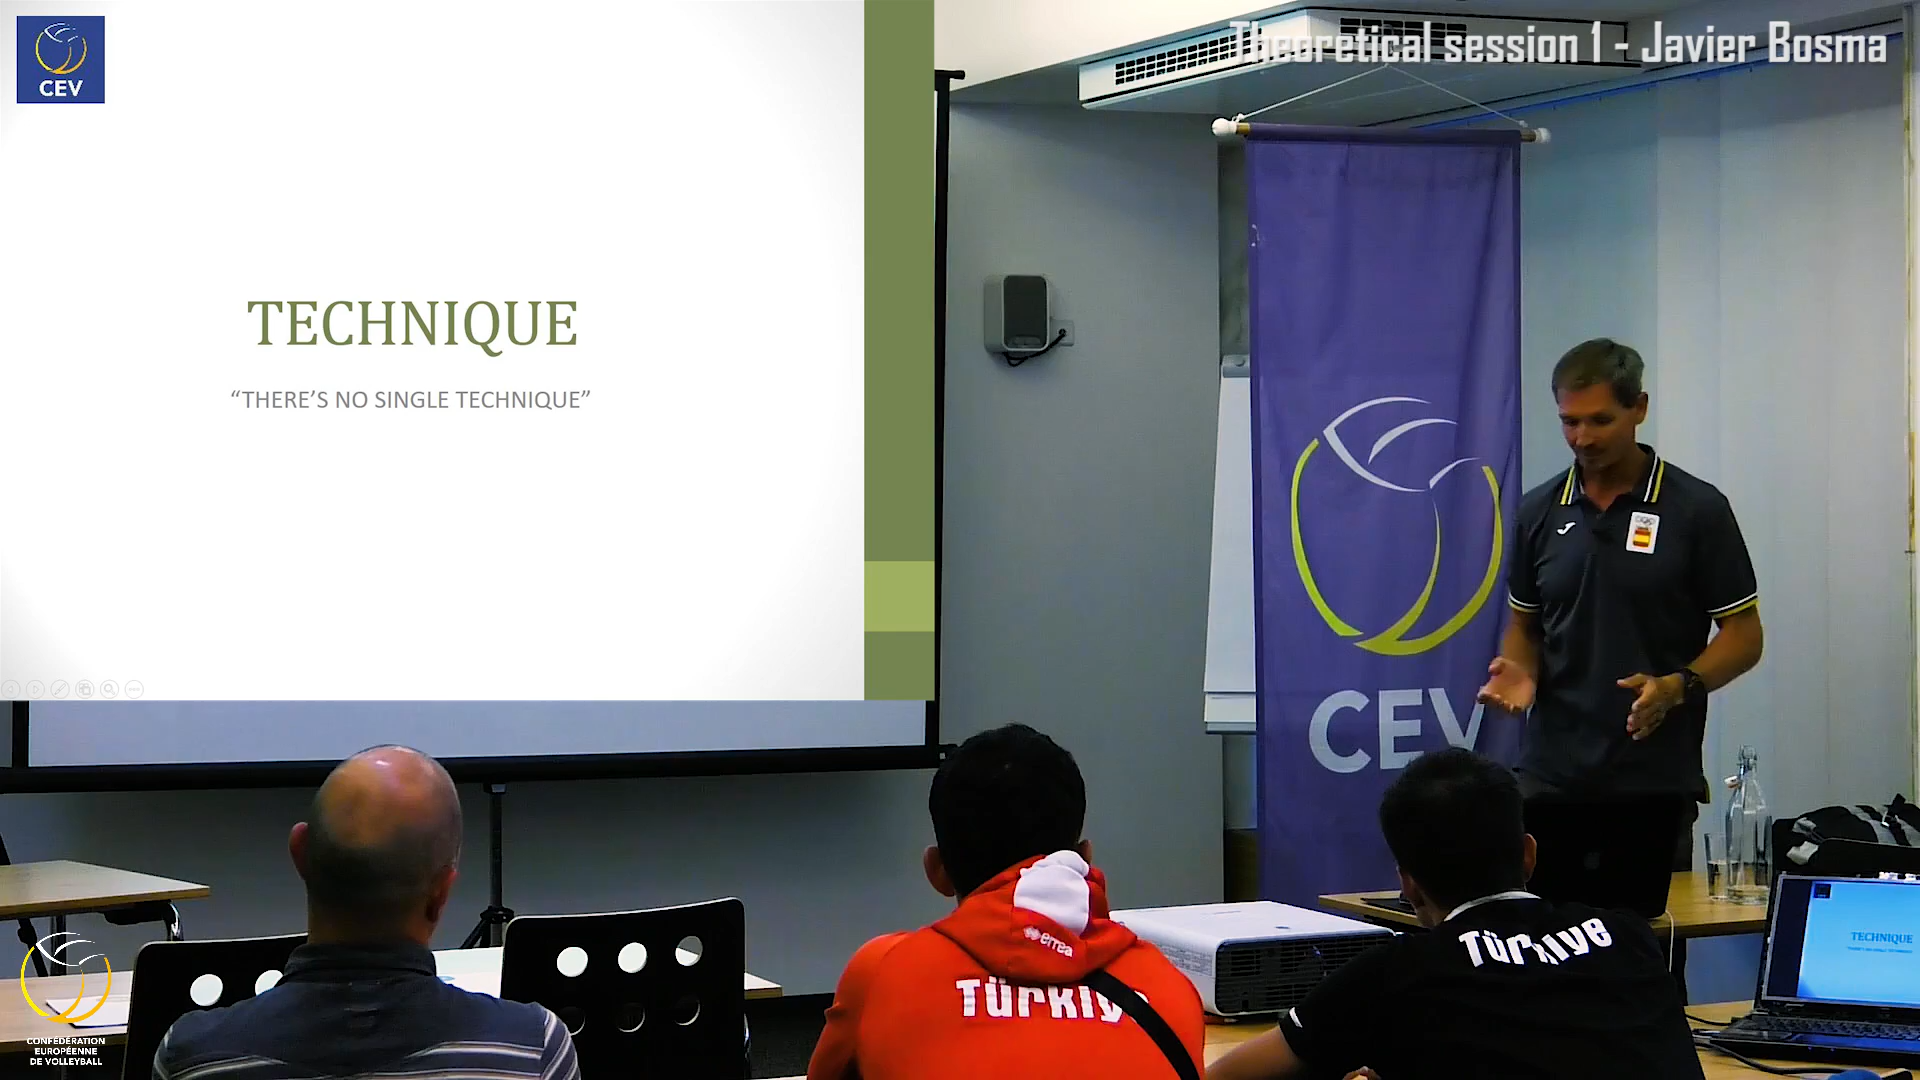 CEV
Theoretical session 1 - Javier Bosma
TECHNIQUE
“THERE’S NO SINGLE TECHNIQUE”
CEV
errea
Türkiye
Türkiye
TECHNIQUE
CONFÉDÉRATION
EUROPÉENNE
DE VOLLEYBALL